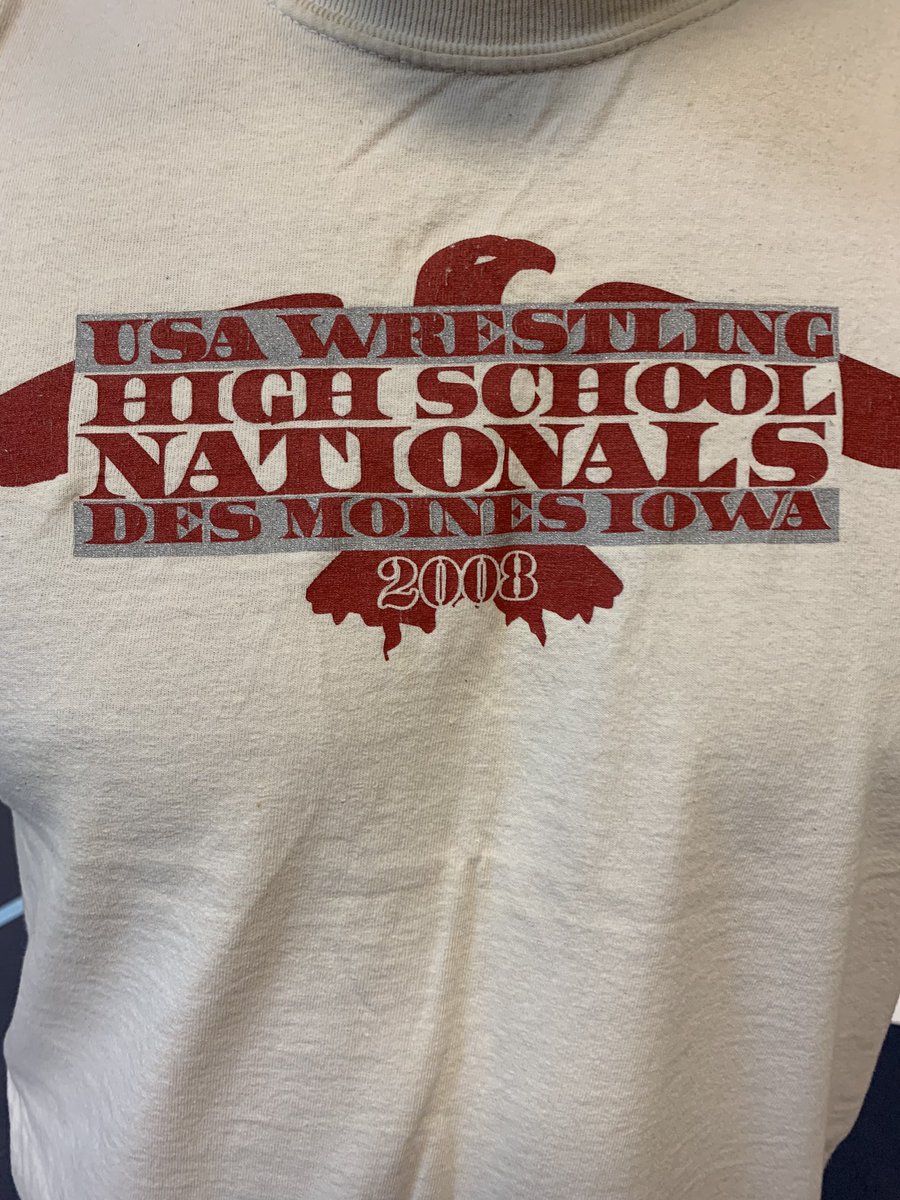 USA WRESTLING
HIGH SCHOOL
NATIONALS
DES MOINES IOWA
2008